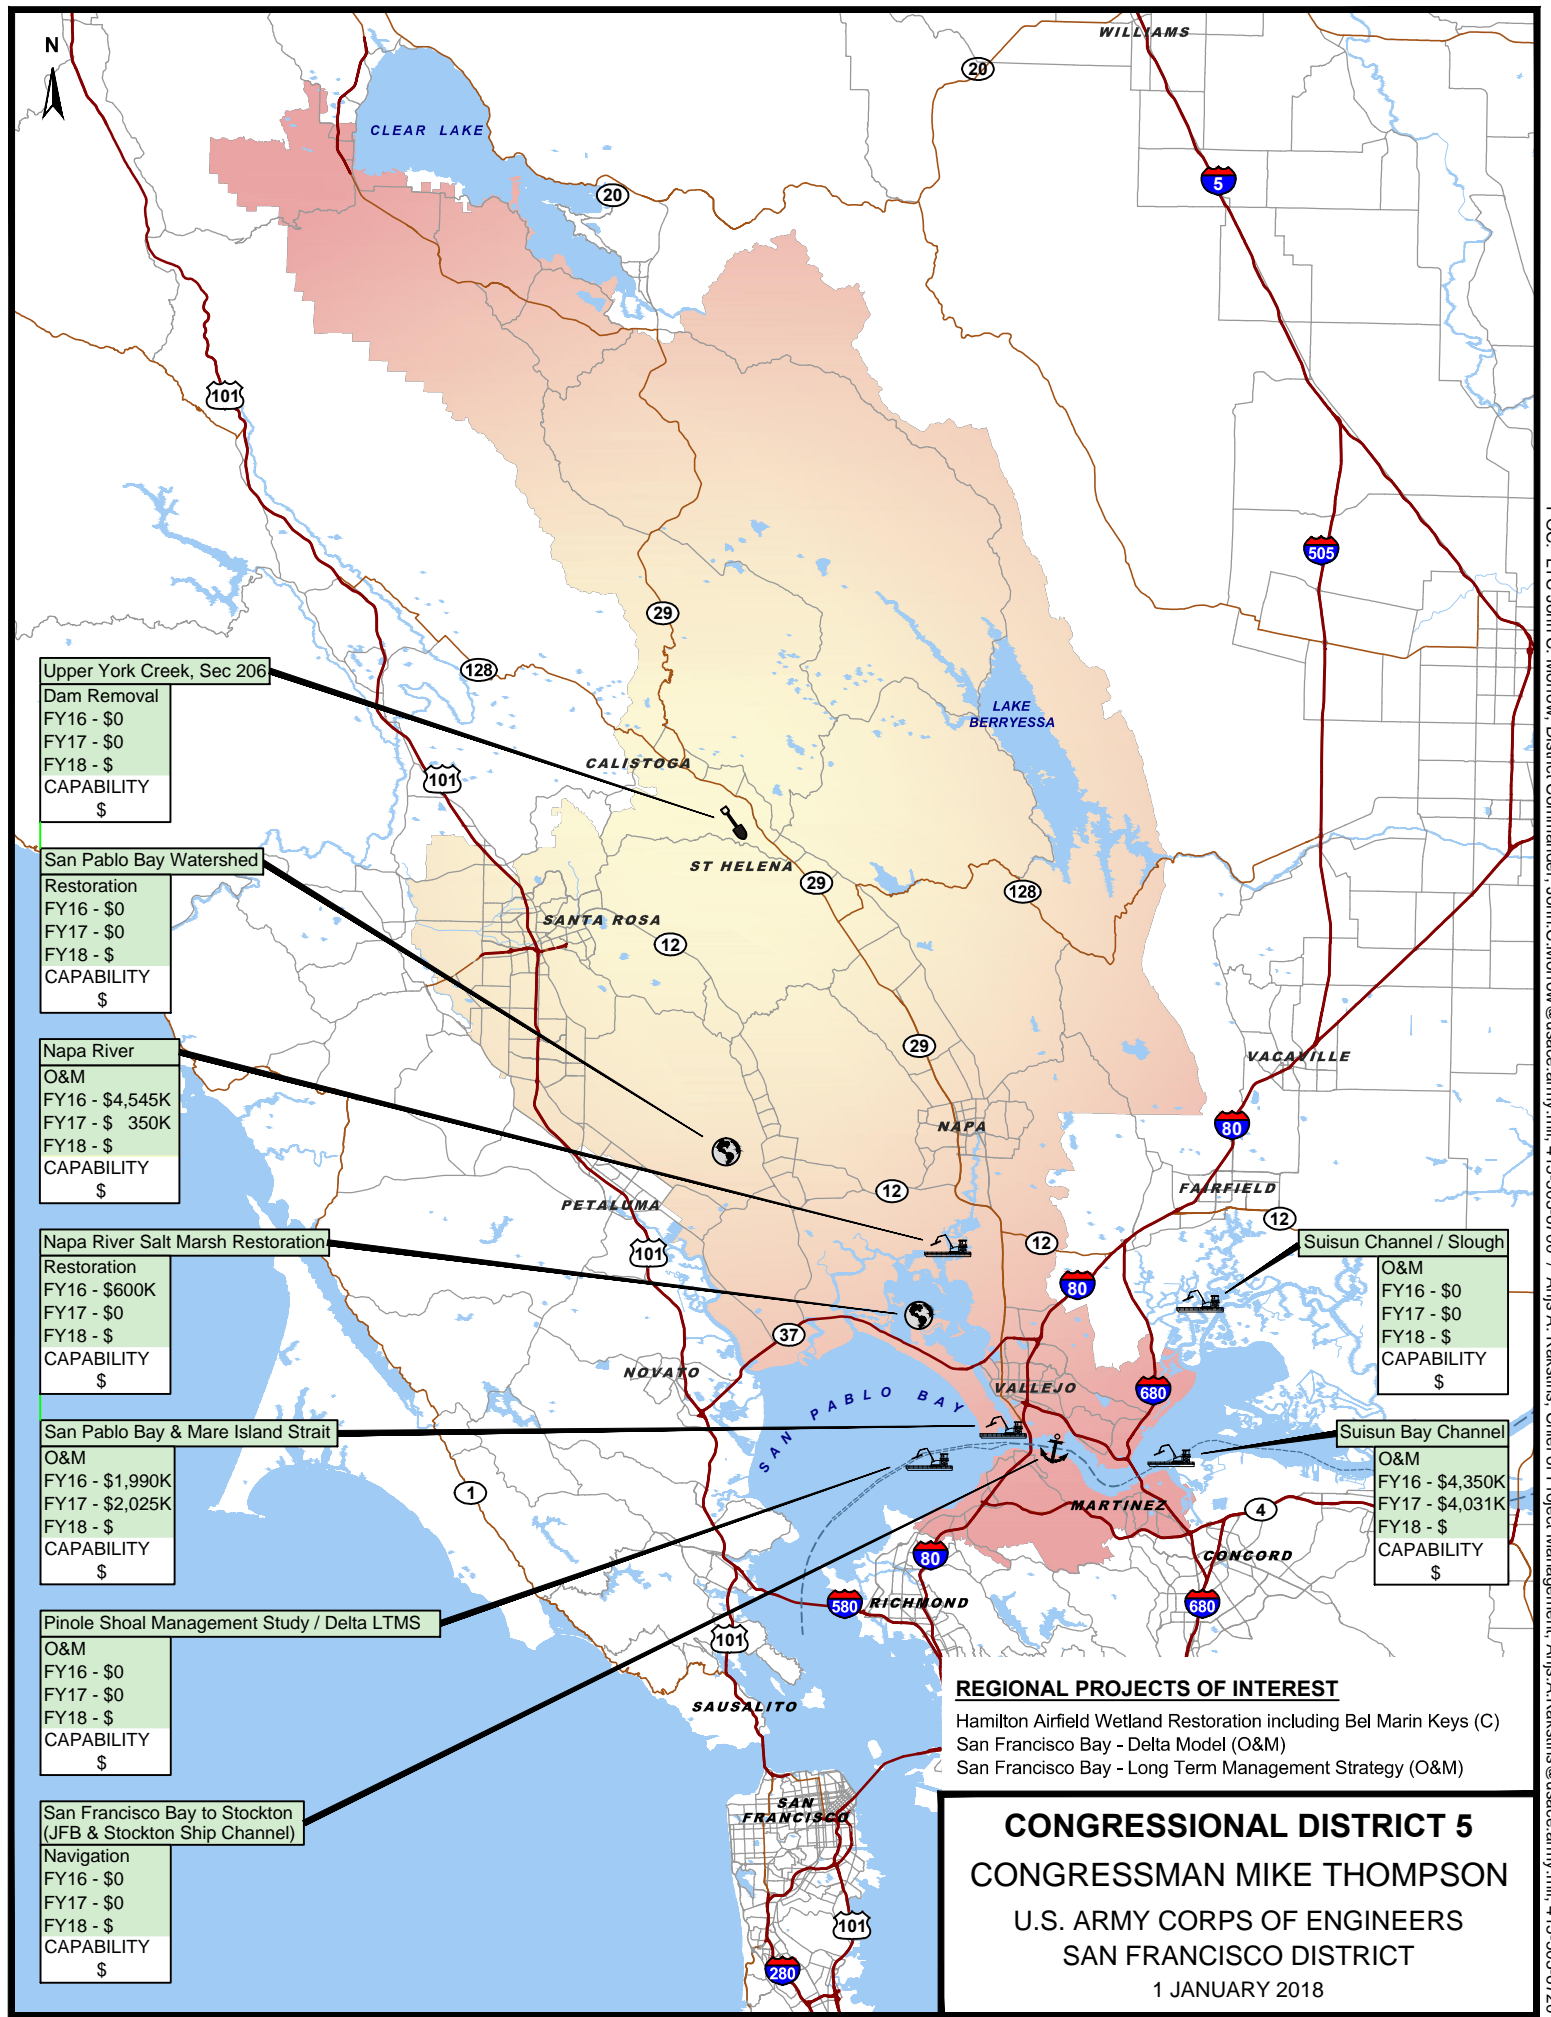 N
WILLIAMS
20
CLEAR LAKE
5
20
101
505
29
128
LAKE
BERRYESSA
CALISTOGA
101
ST HELENA
29
128
SANTA ROSA
12
29
VACAVILLE
NAPA
80
12
FAIRFIELD
PETALUMA
12
12
101
80
37
NOVATO
VALLEJO
680
SAN PABLO BAY
1
MARTINEZ
4
80
CONCORD
580
RICHMOND
680
101
SAUSALITO
SAN
FRANCISCO
101
280
Upper York Creek, Sec 206
Dam Removal
FY16 - $0
FY17 - $0
FY18 - $
CAPABILITY
$
San Pablo Bay Watershed
Restoration
FY16 - $0
FY17 - $0
FY18 - $
CAPABILITY
$
Napa River
O&M
FY16 - $4,545K
FY17 - $ 350K
FY18 - $
CAPABILITY
$
Napa River Salt Marsh Restoration
Restoration
FY16 - $600K
FY17 - $0
FY18 - $
CAPABILITY
$
San Pablo Bay & Mare Island Strait
O&M
FY16 - $1,990K
FY17 - $2,025K
FY18 - $
CAPABILITY
$
Pinole Shoal Management Study / Delta LTMS
O&M
FY16 - $0
FY17 - $0
FY18 - $
CAPABILITY
$
San Francisco Bay to Stockton
(JFB & Stockton Ship Channel)
Navigation
FY16 - $0
FY17 - $0
FY18 - $
CAPABILITY
$
Suisun Channel / Slough
O&M
FY16 - $0
FY17 - $0
FY18 - $
CAPABILITY
$
Suisun Bay Channel
O&M
FY16 - $4,350K
FY17 - $4,031K
FY18 - $
CAPABILITY
$
REGIONAL PROJECTS OF INTEREST
Hamilton Airfield Wetland Restoration including Bel Marin Keys (C)
San Francisco Bay - Delta Model (O&M)
San Francisco Bay - Long Term Management Strategy (O&M)
CONGRESSIONAL DISTRICT 5
CONGRESSMAN MIKE THOMPSON
U.S. ARMY CORPS OF ENGINEERS
SAN FRANCISCO DISTRICT
1 JANUARY 2018